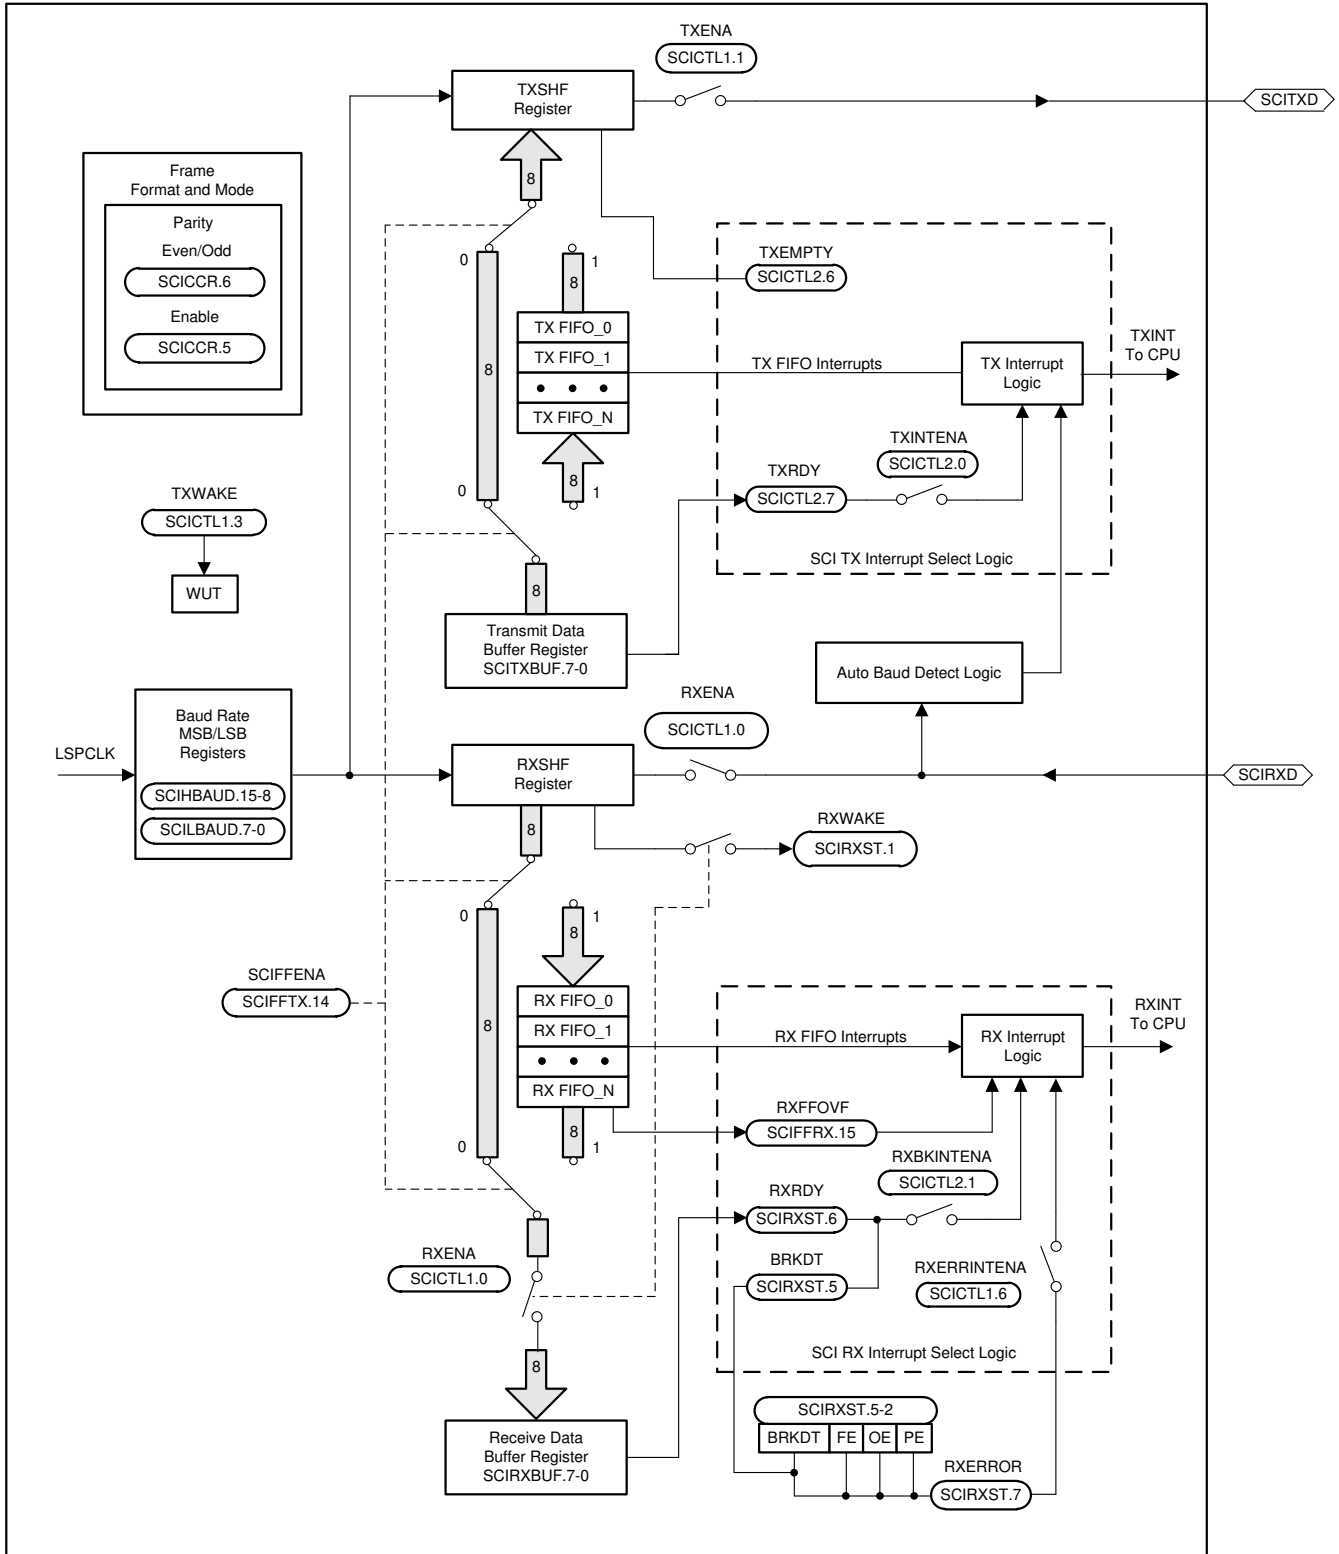 TXENA
SCICTL1.1
TXSHF
Register
SCITXD
8
Frame
Format and Mode
Parity
Even/Odd
SCICCR.6
Enable
SCICCR.5
0
1
8
TXEMPTY
SCICTL2.6
TX FIFO_0
TX FIFO_1
• • •
TX FIFO_N
8
TX FIFO Interrupts
TX Interrupt
Logic
TXINT
To CPU
TXINTENA
SCICTL2.0
TXRDY
SCICTL2.7
0
8
1
SCI TX Interrupt Select Logic
TXWAKE
SCICTL1.3
WUT
8
Transmit Data
Buffer Register
SCITXBUF.7-0
Auto Baud Detect Logic
RXENA
SCICTL1.0
LSPCLK
Baud Rate
MSB/LSB
Registers
SCIHBAUD.15-8
SCILBAUD.7-0
RXSHF
Register
SCIRXD
8
RXWAKE
SCIRXST.1
0
1
8
SCIFFENA
SCIFFTX.14
8
RX FIFO_0
RX FIFO_1
• • •
RX FIFO_N
RX FIFO Interrupts
RX Interrupt
Logic
RXINT
To CPU
0
8
1
RXFFOVF
SCIFFRX.15
RXBKINTENA
SCICTL2.1
RXRDY
SCIRXST.6
BRKDT
SCIRXST.5
RXERRINTENA
SCICTL1.6
RXENA
SCICTL1.0
SCI RX Interrupt Select Logic
8
Receive Data
Buffer Register
SCIRXBUF.7-0
SCIRXST.5-2
BRKDT FE OE PE
RXERROR
SCIRXST.7